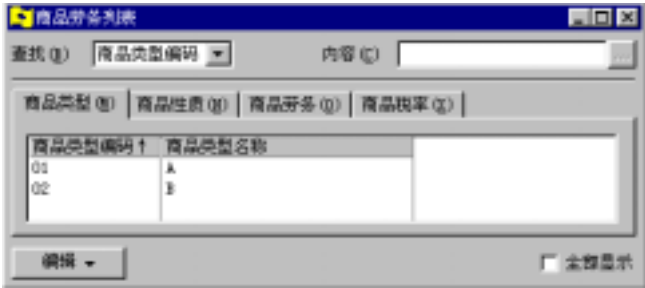 商品劳务列表
查找(L) 商品类型编码 内容(C) ...
商品类型(N) 商品性质(M) 商品劳务(Q) 商品税率(X)
商品类型编码↑ 商品类型名称
01 A
02 B
编辑 全部显示